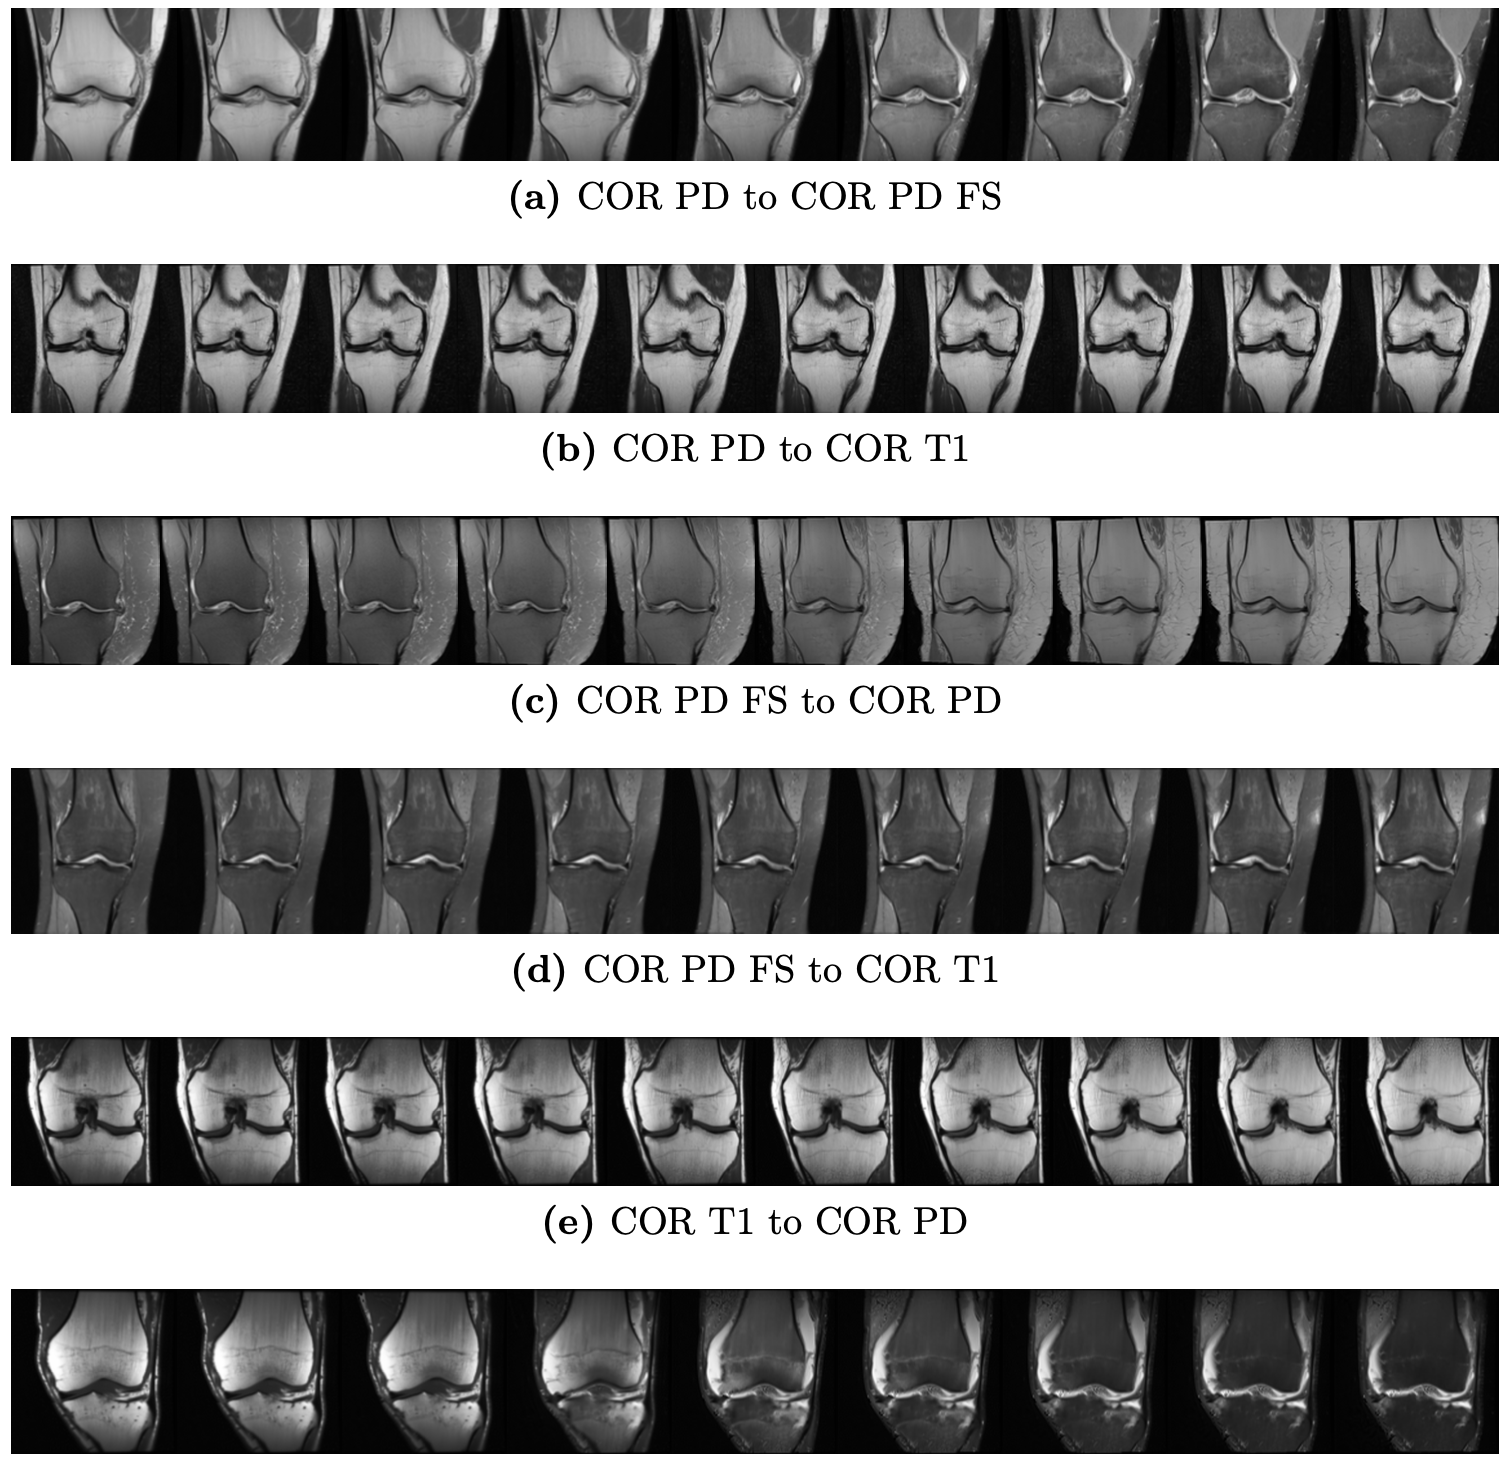 (a) COR PD to COR PD FS
(b) COR PD to COR T1
(c) COR PD FS to COR PD
(d) COR PD FS to COR T1
(e) COR T1 to COR PD